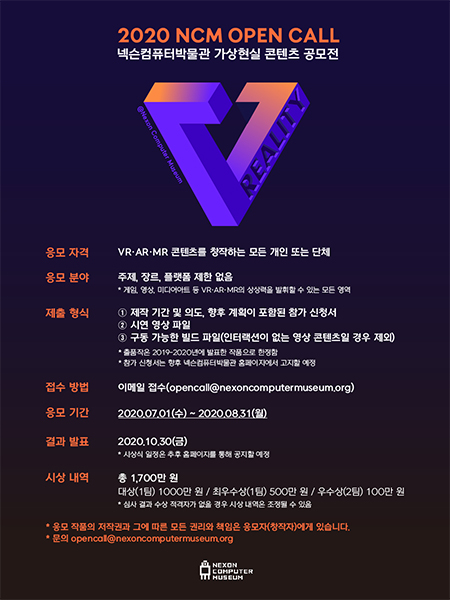 2020 NCM OPEN CALL
넥슨컴퓨터박물관 가상현실 콘텐츠 공모전
@Nexon Computer Museum
REALITY
응모 자격 VR·AR·MR 콘텐츠를 창작하는 모든 개인 또는 단체
응모 분야 주제, 장르, 플랫폼 제한 없음
* 게임, 영상, 미디어아트 등 VR·AR·MR의 상상력을 발휘할 수 있는 모든 영역
제출 형식 ① 제작 기간 및 의도, 향후 계획이 포함된 참가 신청서
② 시연 영상 파일
③ 구동 가능한 빌드 파일(인터랙션이 없는 영상 콘텐츠일 경우 제외)
* 출품작은 2019-2020년에 발표한 작품으로 한정함
* 참가 신청서는 향후 넥슨컴퓨터박물관 홈페이지에서 고지할 예정
접수 방법 이메일 접수(opencall@nexoncomputermuseum.org)
응모 기간 2020.07.01(수) ~ 2020.08.31(월)
결과 발표 2020.10.30(금)
* 시상식 일정은 추후 홈페이지를 통해 공지할 예정
시상 내역 총 1,700만 원
대상(1팀) 1000만 원 / 최우수상(1팀) 500만 원 / 우수상(2팀) 100만 원
* 심사 결과 수상 적격자가 없을 경우 시상 내역은 조정될 수 있음
* 응모 작품의 저작권과 그에 따른 모든 권리와 책임은 응모자(창작자)에게 있습니다.
* 문의 opencall@nexoncomputermuseum.org
NEXON
COMPUTER
MUSEUM